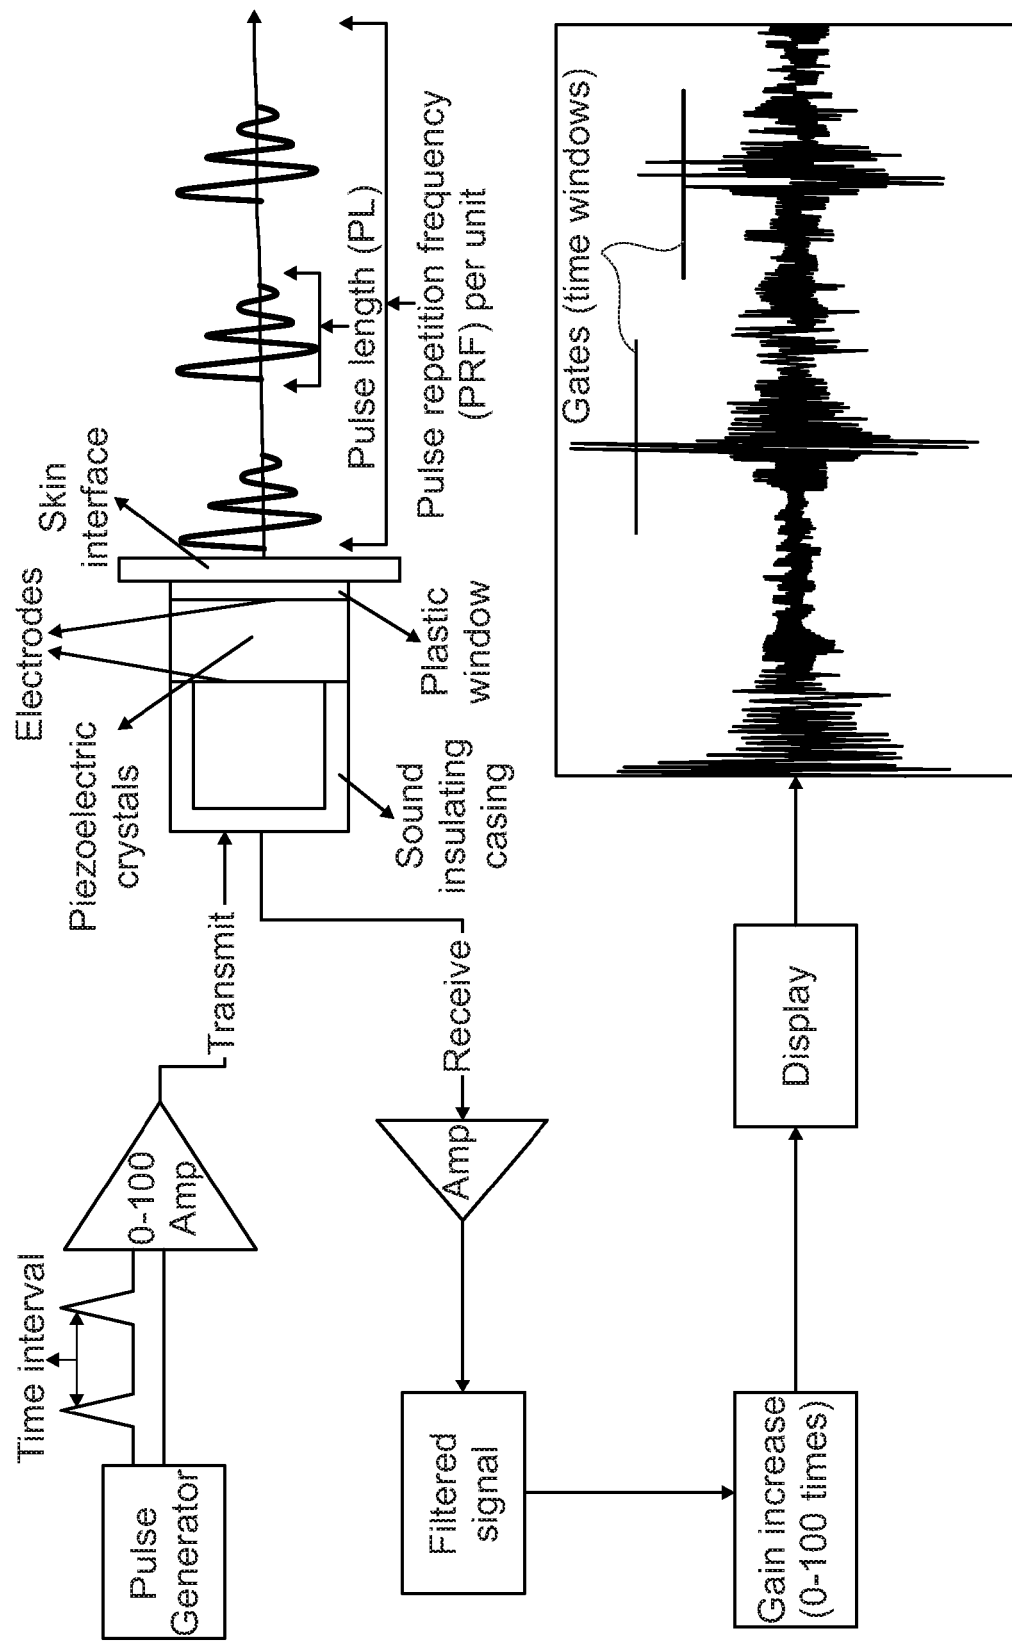 Pulse
Generator
Time interval
0-100
Amp
Transmit
Piezoelectric
crystals
Electrodes
Skin
interface
Sound
insulating
casing
Plastic
window
Pulse length (PL)
Pulse repetition frequency
(PRF) per unit
Receive
Amp
Filtered
signal
Gain increase
(0-100 times)
Display
Gates (time windows)